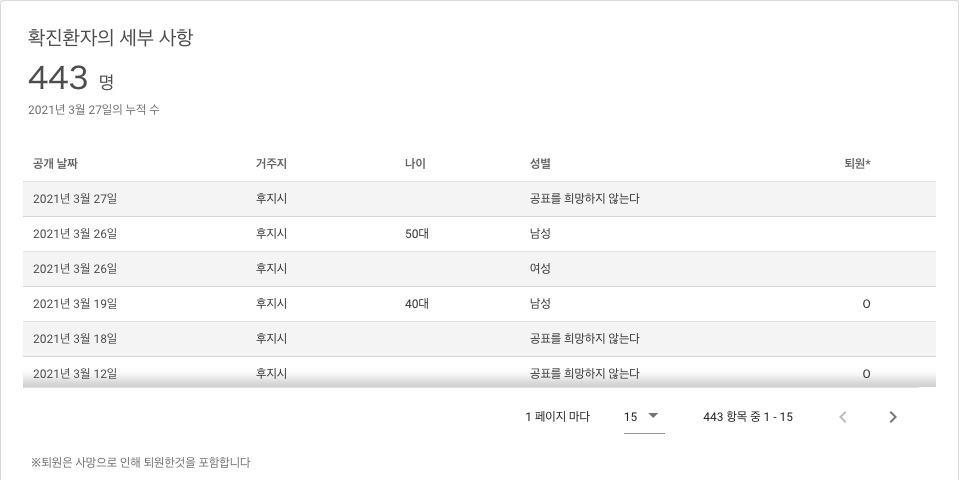 확진환자의 세부 사항
443 명
2021년 3월 27일의 누적 수
공개 날짜 거주지 나이 성별 퇴원*
2021년 3월 27일 후지시 공표를 희망하지 않는다
2021년 3월 26일 후지시 50대 남성
2021년 3월 26일 후지시 여성
2021년 3월 19일 후지시 40대 남성 O
2021년 3월 18일 후지시 공표를 희망하지 않는다
2021년 3월 12일 후지시 공표를 희망하지 않는다 O
1 페이지 마다 15 443 항목 중 1 - 15
※퇴원은 사망으로 인해 퇴원한것을 포함합니다